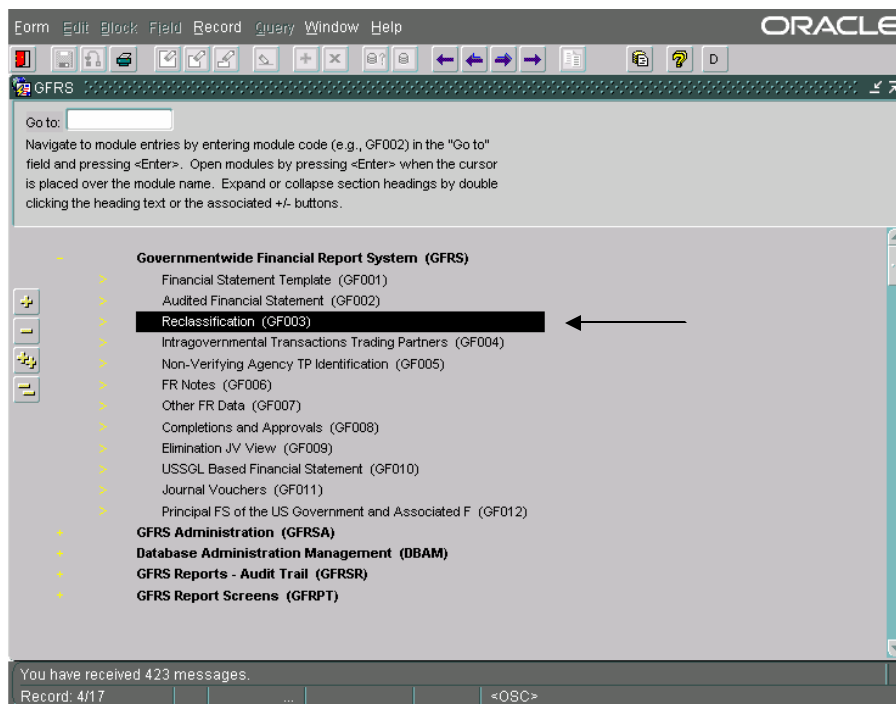 Form Edit Block Field Record Query Window Help
ORACLE
D
GFRS
Go to:
Navigate to module entries by entering module code (e.g., GF002) in the "Go to"
field and pressing <Enter>. Open modules by pressing <Enter> when the cursor
is placed over the module name. Expand or collapse section headings by double
clicking the heading text or the associated +/- buttons.
Governmentwide Financial Report System (GFRS)
Financial Statement Template (GF001)
Audited Financial Statement (GF002)
Reclassification (GF003)
Intragovernmental Transactions Trading Partners (GF004)
Non-Verifying Agency TP Identification (GF005)
FR Notes (GF006)
Other FR Data (GF007)
Completions and Approvals (GF008)
Elimination JV View (GF009)
USSGL Based Financial Statement (GF010)
Journal Vouchers (GF011)
Principal FS of the US Government and Associated F (GF012)
GFRS Administration (GFRSA)
Database Administration Management (DBAM)
GFRS Reports - Audit Trail (GFRSR)
GFRS Report Screens (GFRPT)
You have received 423 messages.
Record: 4/17 ... <OSC>